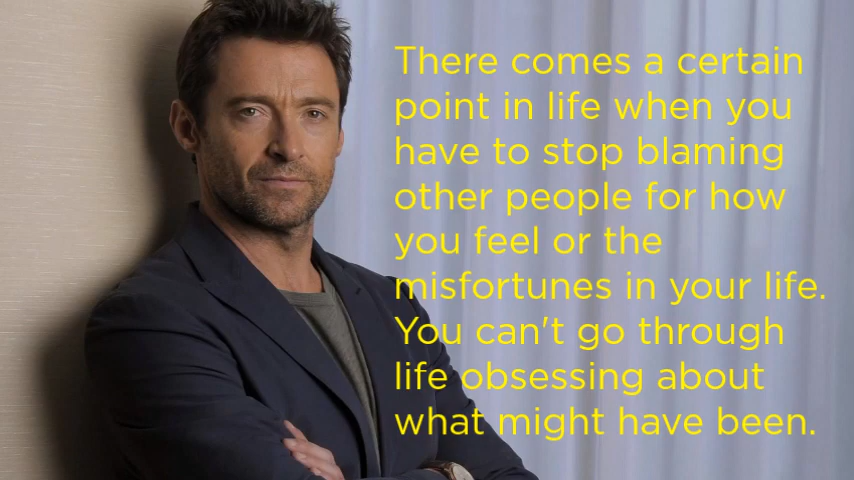 There comes a certain
point in life when you
have to stop blaming
other people for how
you feel or the
misfortunes in your life.
You can't go through
life obsessing about
what might have been.